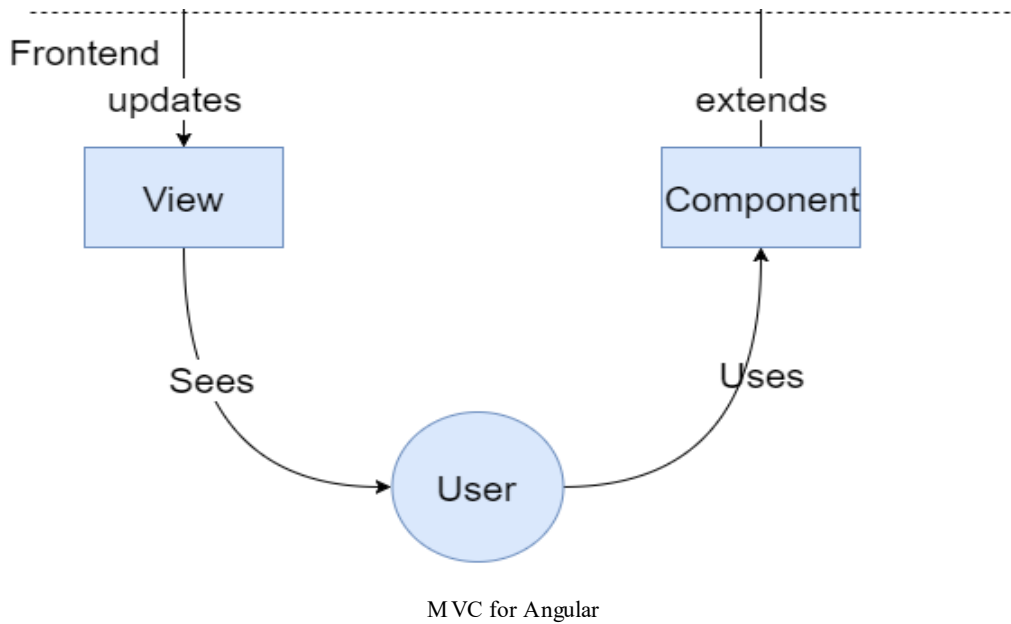 Frontend
updates
extends
View
Component
Sees
Uses
User
MVC for Angular